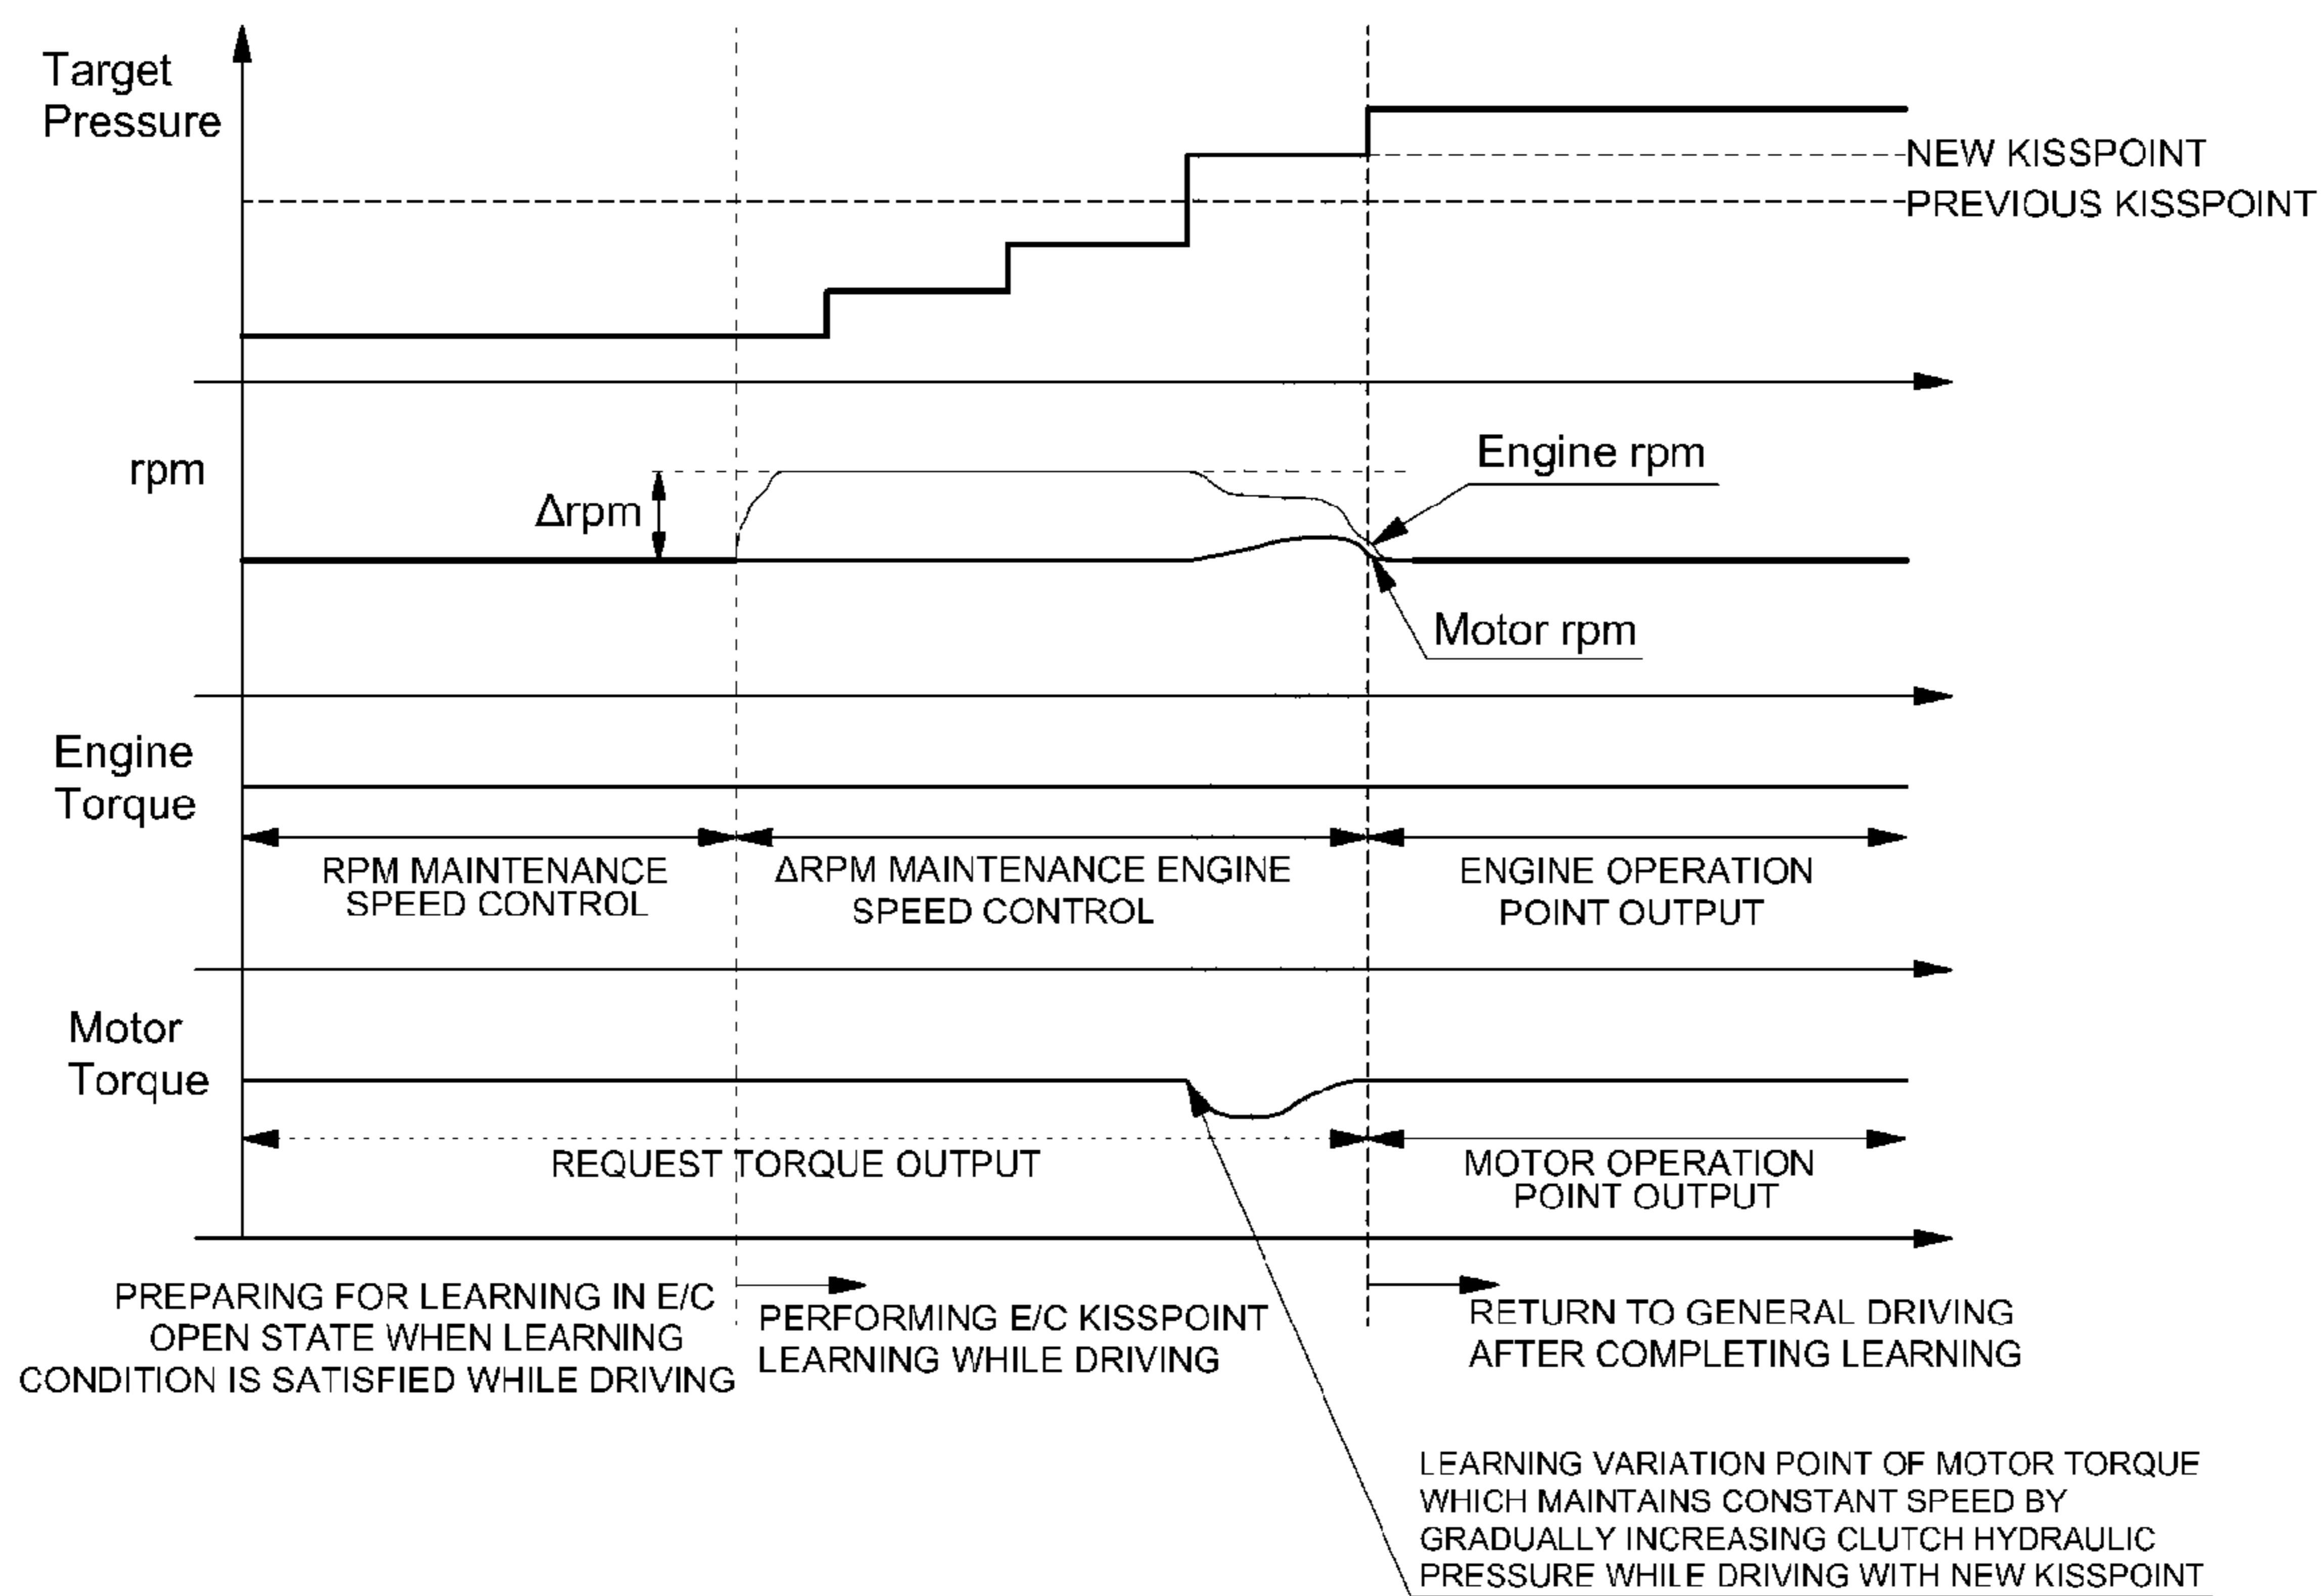 Target
Pressure
NEW KISSPOINT
PREVIOUS KISSPOINT
rpm
Δrpm
Engine rpm
Motor rpm
Engine
Torque
RPM MAINTENANCE
SPEED CONTROL
ΔRPM MAINTENANCE ENGINE
SPEED CONTROL
ENGINE OPERATION
POINT OUTPUT
Motor
Torque
REQUEST TORQUE OUTPUT
MOTOR OPERATION
POINT OUTPUT
PREPARING FOR LEARNING IN E/C
OPEN STATE WHEN LEARNING
CONDITION IS SATISFIED WHILE DRIVING
PERFORMING E/C KISSPOINT
LEARNING WHILE DRIVING
RETURN TO GENERAL DRIVING
AFTER COMPLETING LEARNING
LEARNING VARIATION POINT OF MOTOR TORQUE
WHICH MAINTAINS CONSTANT SPEED BY
GRADUALLY INCREASING CLUTCH HYDRAULIC
PRESSURE WHILE DRIVING WITH NEW KISSPOINT